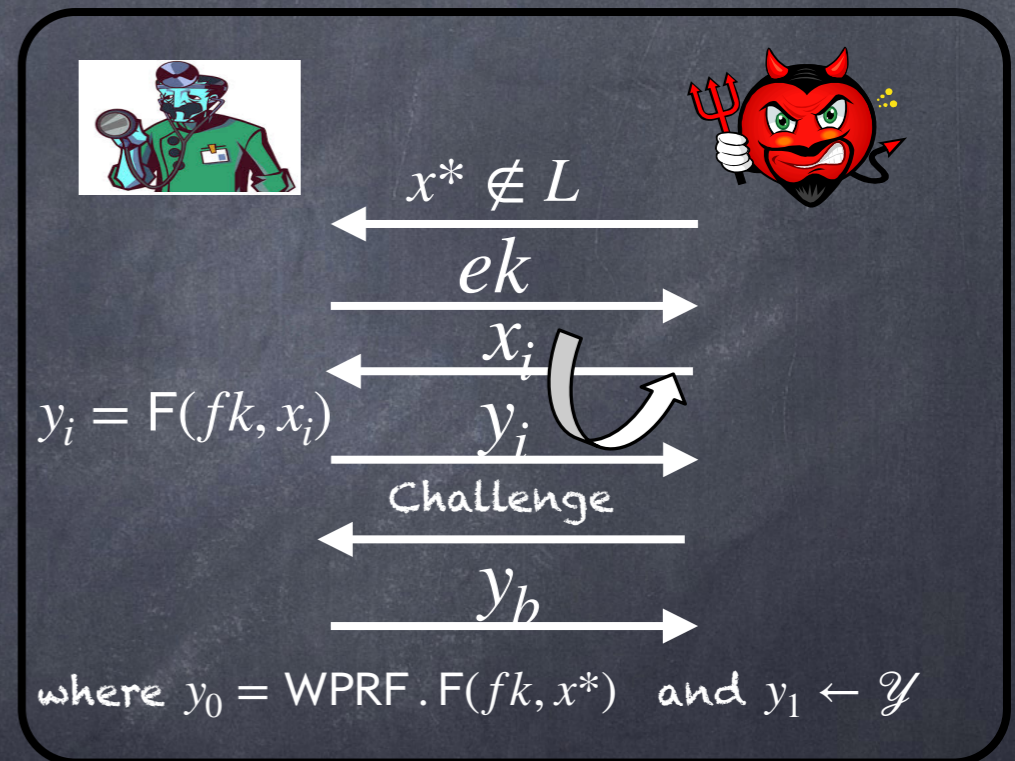 x* ∉ L
ek
x_i
y_i = F(fk, x_i)
y_i
Challenge
y_b
where y_0 = WPRF . F(fk, x*) and y_1 ← 𝒴